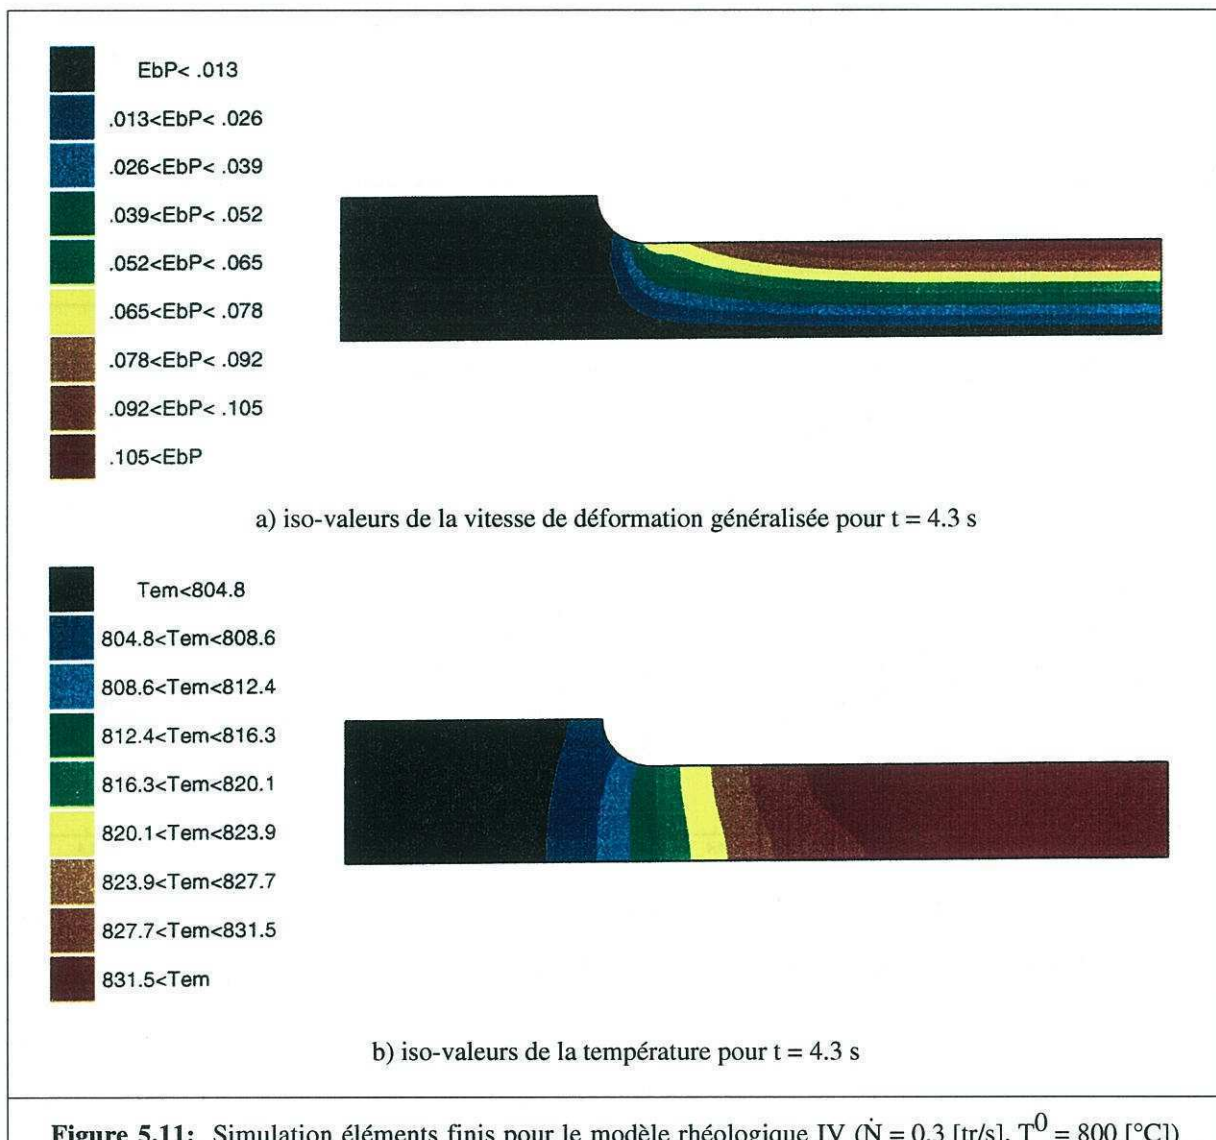 EbP< .013
.013<EbP< .026
.026<EbP< .039
.039<EbP< .052
.052<EbP< .065
.065<EbP< .078
.078<EbP< .092
.092<EbP< .105
.105<EbP
a) iso-valeurs de la vitesse de déformation généralisée pour t = 4.3 s
Tem<804.8
804.8<Tem<808.6
808.6<Tem<812.4
812.4<Tem<816.3
816.3<Tem<820.1
820.1<Tem<823.9
823.9<Tem<827.7
827.7<Tem<831.5
831.5<Tem
b) iso-valeurs de la température pour t = 4.3 s
Figure 5.11: Simulation éléments finis pour le modèle rhéologique IV (Ṅ = 0.3 [tr/s], T⁰ = 800 [°C])